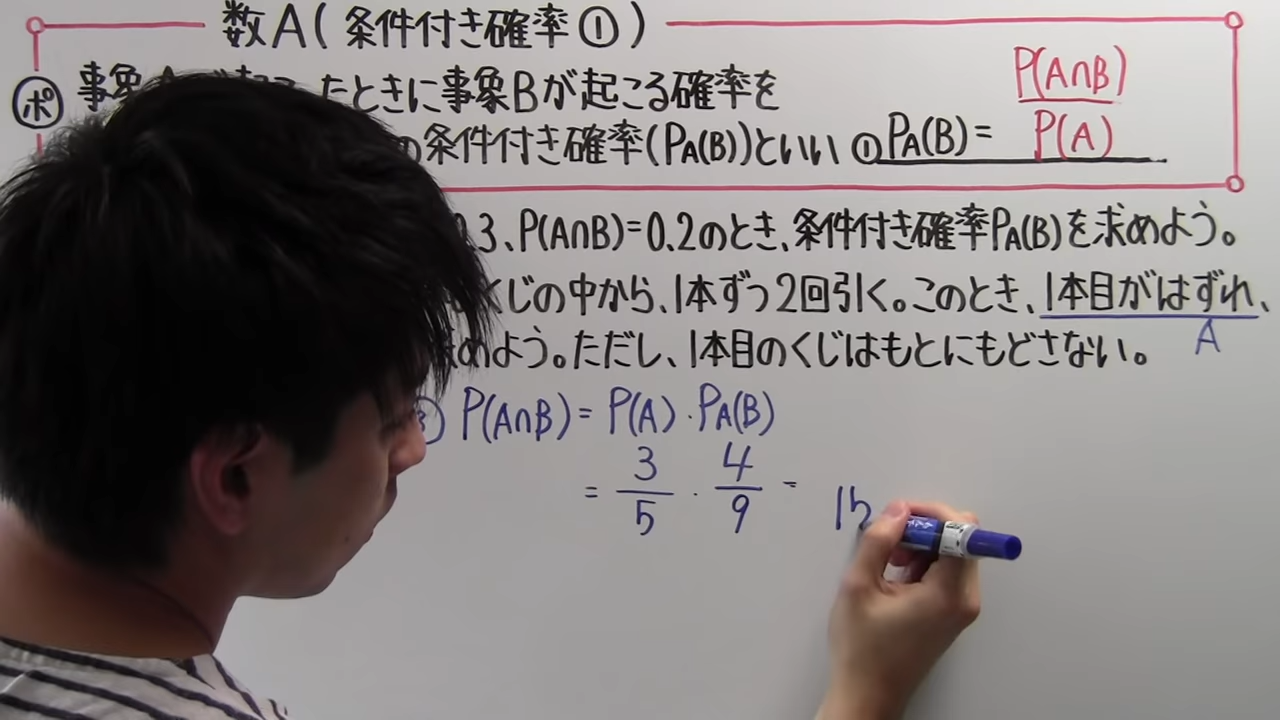 数A(条件付き確率①)
ポ 事象 たときに事象Bが起こる確率を
の条件付き確率(PA(B))といい ①PA(B)= P(A∩B)/P(A)
.3、P(A∩B)=0.2のとき、条件付き確率PA(B)を求めよう。
くじの中から、1本ずつ2回引く。このとき、1本目がはずれ、
A
めよう。ただし、1本目のくじはもとにもどさない。
P(A∩B)=P(A)・PA(B)
= 3/5 ・ 4/9 =